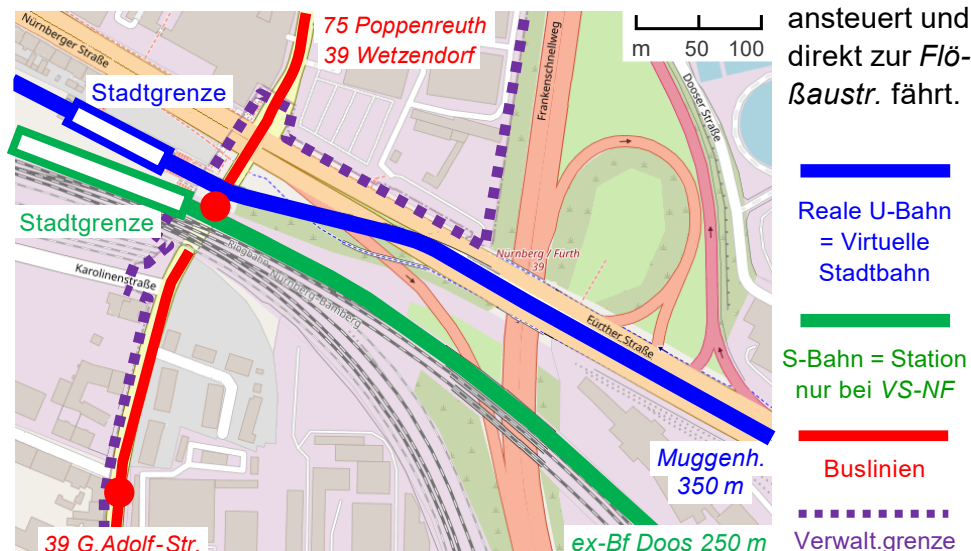 75 Poppenreuth
39 Wetzendorf
m 50 100
ansteuert und
direkt zur Flö-
ßaustr. fährt.
Nürnberger Straße
Frankenschnellweg
Dooser Straße
Stadtgrenze
Stadtgrenze
Reale U-Bahn
= Virtuelle
Stadtbahn
Nürnberg / Fürth
39
Karolinenstraße
Ringbahn Nürnberg-Bamberg
Fürther Straße
S-Bahn = Station
nur bei VS-NF
Muggenh.
350 m
Buslinien
39 G.Adolf-Str.
ex-Bf Doos 250 m
Verwalt.grenze